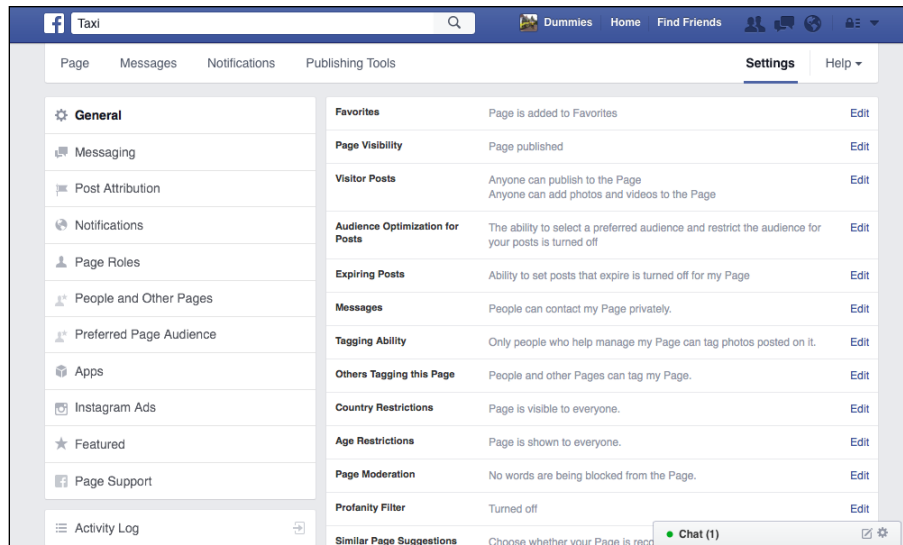 Taxi
Dummies Home Find Friends
Page Messages Notifications Publishing Tools Settings Help
General
Messaging
Post Attribution
Notifications
Page Roles
People and Other Pages
Preferred Page Audience
Apps
Instagram Ads
Featured
Page Support
Activity Log
Favorites Page is added to Favorites Edit
Page Visibility Page published Edit
Visitor Posts Anyone can publish to the Page Edit
Anyone can add photos and videos to the Page
Audience Optimization for The ability to select a preferred audience and restrict the audience for Edit
Posts your posts is turned off
Expiring Posts Ability to set posts that expire is turned off for my Page Edit
Messages People can contact my Page privately. Edit
Tagging Ability Only people who help manage my Page can tag photos posted on it. Edit
Others Tagging this Page People and other Pages can tag my Page. Edit
Country Restrictions Page is visible to everyone. Edit
Age Restrictions Page is shown to everyone. Edit
Page Moderation No words are being blocked from the Page. Edit
Profanity Filter Turned off Edit
Similar Page Suggestions Choose whether your Page is
Chat (1)